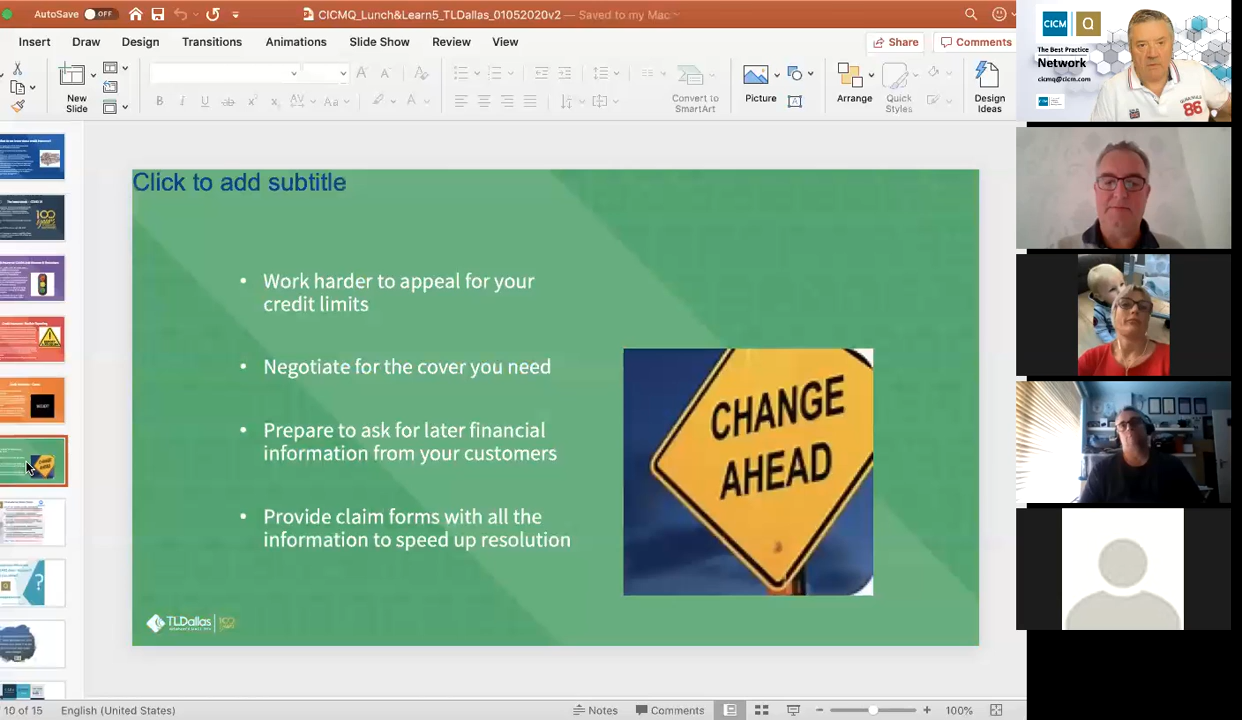 AutoSave OFF
CICMQ_Lunch&Learn5_TLDallas_01052020v2 — Saved to my Mac
Insert Draw Design Transitions Animations Slide Show Review View
Share Comments
New
Slide
Convert to
SmartArt
Picture
Arrange
Quick
Styles
Design
Ideas
Click to add subtitle
• Work harder to appeal for your
credit limits
• Negotiate for the cover you need
• Prepare to ask for later financial
information from your customers
• Provide claim forms with all the
information to speed up resolution
CHANGE
AHEAD
TLDallas
10 of 15 English (United States)
Notes Comments 100%
CICM Q
The Best Practice
Network
cicmq@cicm.com
86